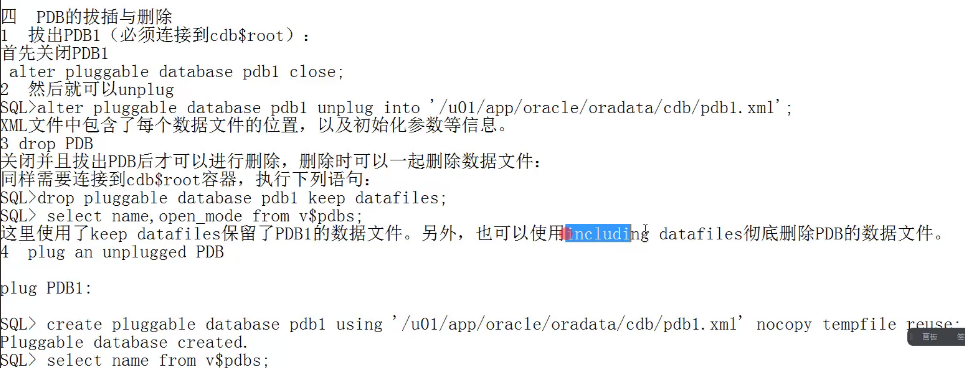 四  PDB的拔插与删除
1  拔出PDB1（必须连接到cdb$root）:
首先关闭PDB1
 alter pluggable database pdb1 close;
2  然后就可以unplug
SQL>alter pluggable database pdb1 unplug into '/u01/app/oracle/oradata/cdb/pdb1.xml';
XML文件中包含了每个数据文件的位置，以及初始化参数等信息。
3 drop PDB
关闭并且拔出PDB后才可以进行删除，删除时可以一起删除数据文件:
同样需要连接到cdb$root容器，执行下列语句:
SQL>drop pluggable database pdb1 keep datafiles;
SQL> select name,open_mode from v$pdbs;
这里使用了keep datafiles保留了PDB1的数据文件。另外，也可以使用including datafiles彻底删除PDB的数据文件。
4  plug an unplugged PDB
plug PDB1:
SQL> create pluggable database pdb1 using '/u01/app/oracle/oradata/cdb/pdb1.xml' nocopy tempfile reuse;
Pluggable database created.
画板
SQL> select name from v$pdbs;